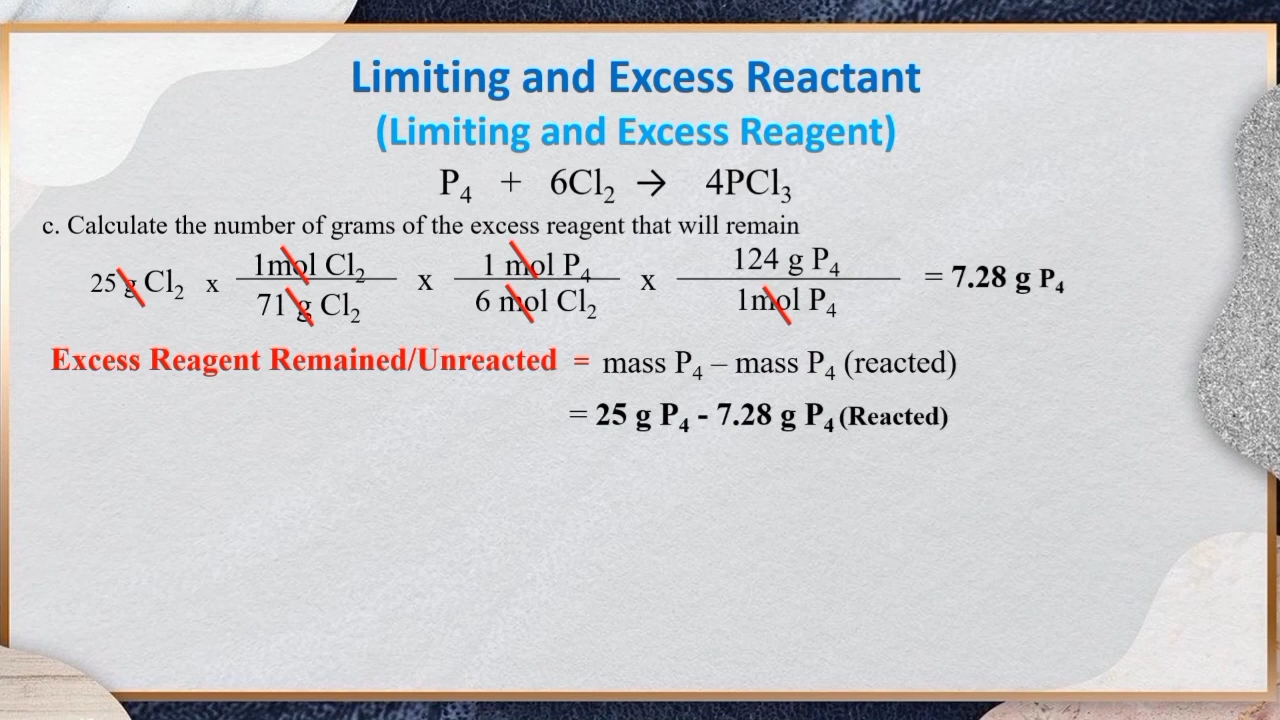 Limiting and Excess Reactant
(Limiting and Excess Reagent)
P₄ + 6Cl₂ → 4PCl₃
c. Calculate the number of grams of the excess reagent that will remain
25 g Cl₂ x 1mol Cl₂ / 71 g Cl₂ x 1 mol P₄ / 6 mol Cl₂ x 124 g P₄ / 1mol P₄ = 7.28 g P₄
Excess Reagent Remained/Unreacted = mass P₄ – mass P₄ (reacted)
= 25 g P₄ - 7.28 g P₄ (Reacted)